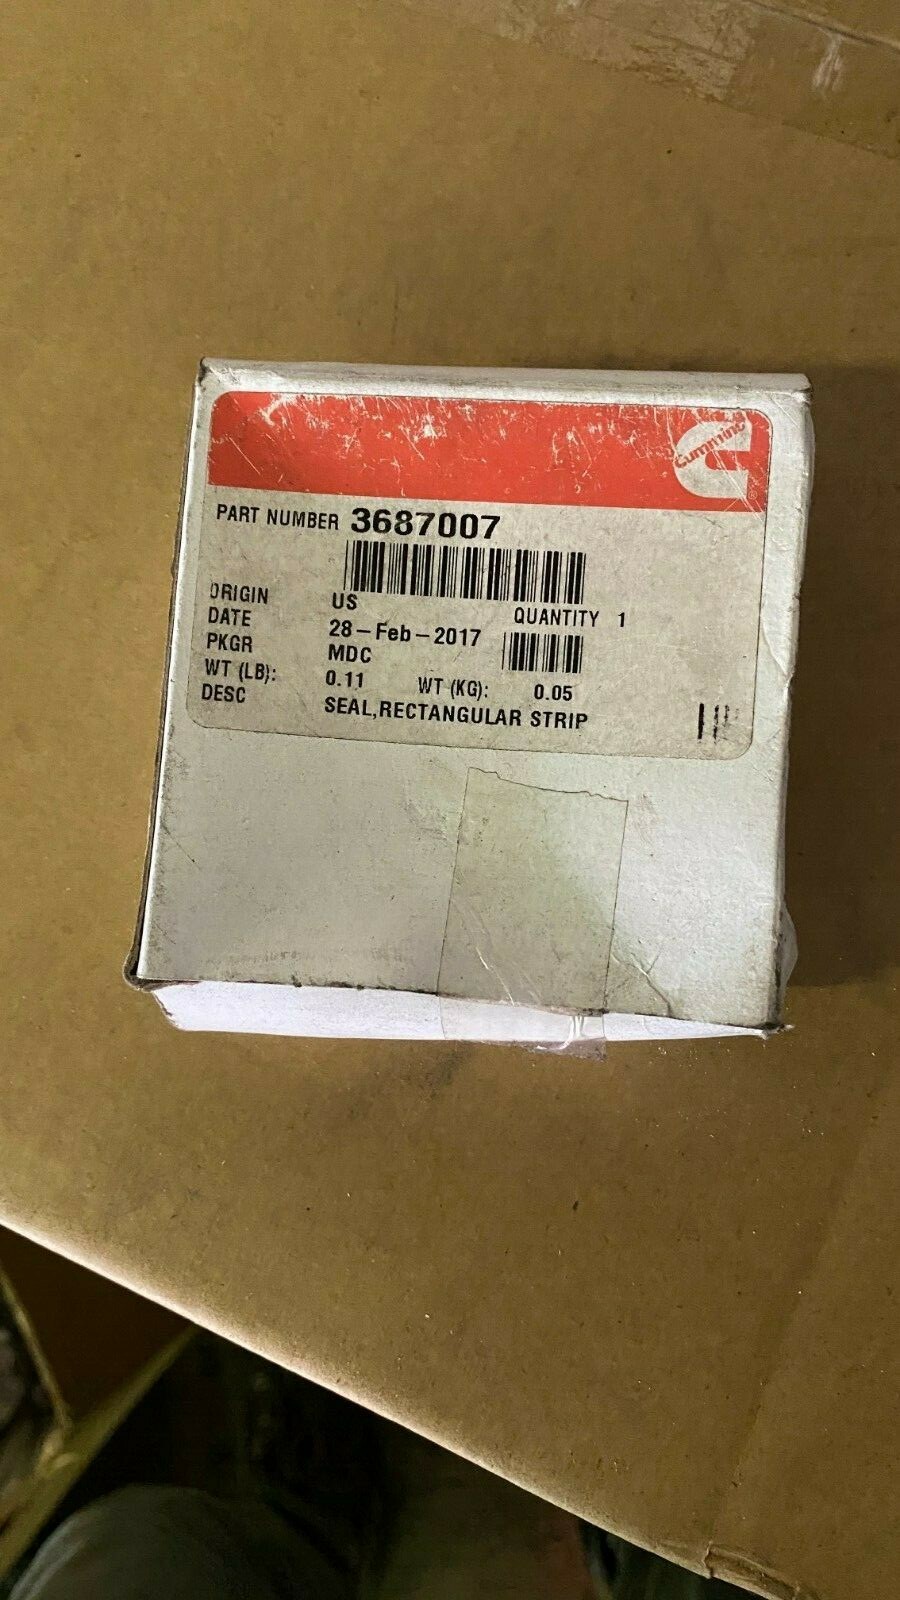 cummins
PART NUMBER 3687007
ORIGIN US QUANTITY 1
DATE 28-Feb-2017
PKGR MDC
WT (LB): 0.11 WT (KG): 0.05
DESC SEAL,RECTANGULAR STRIP